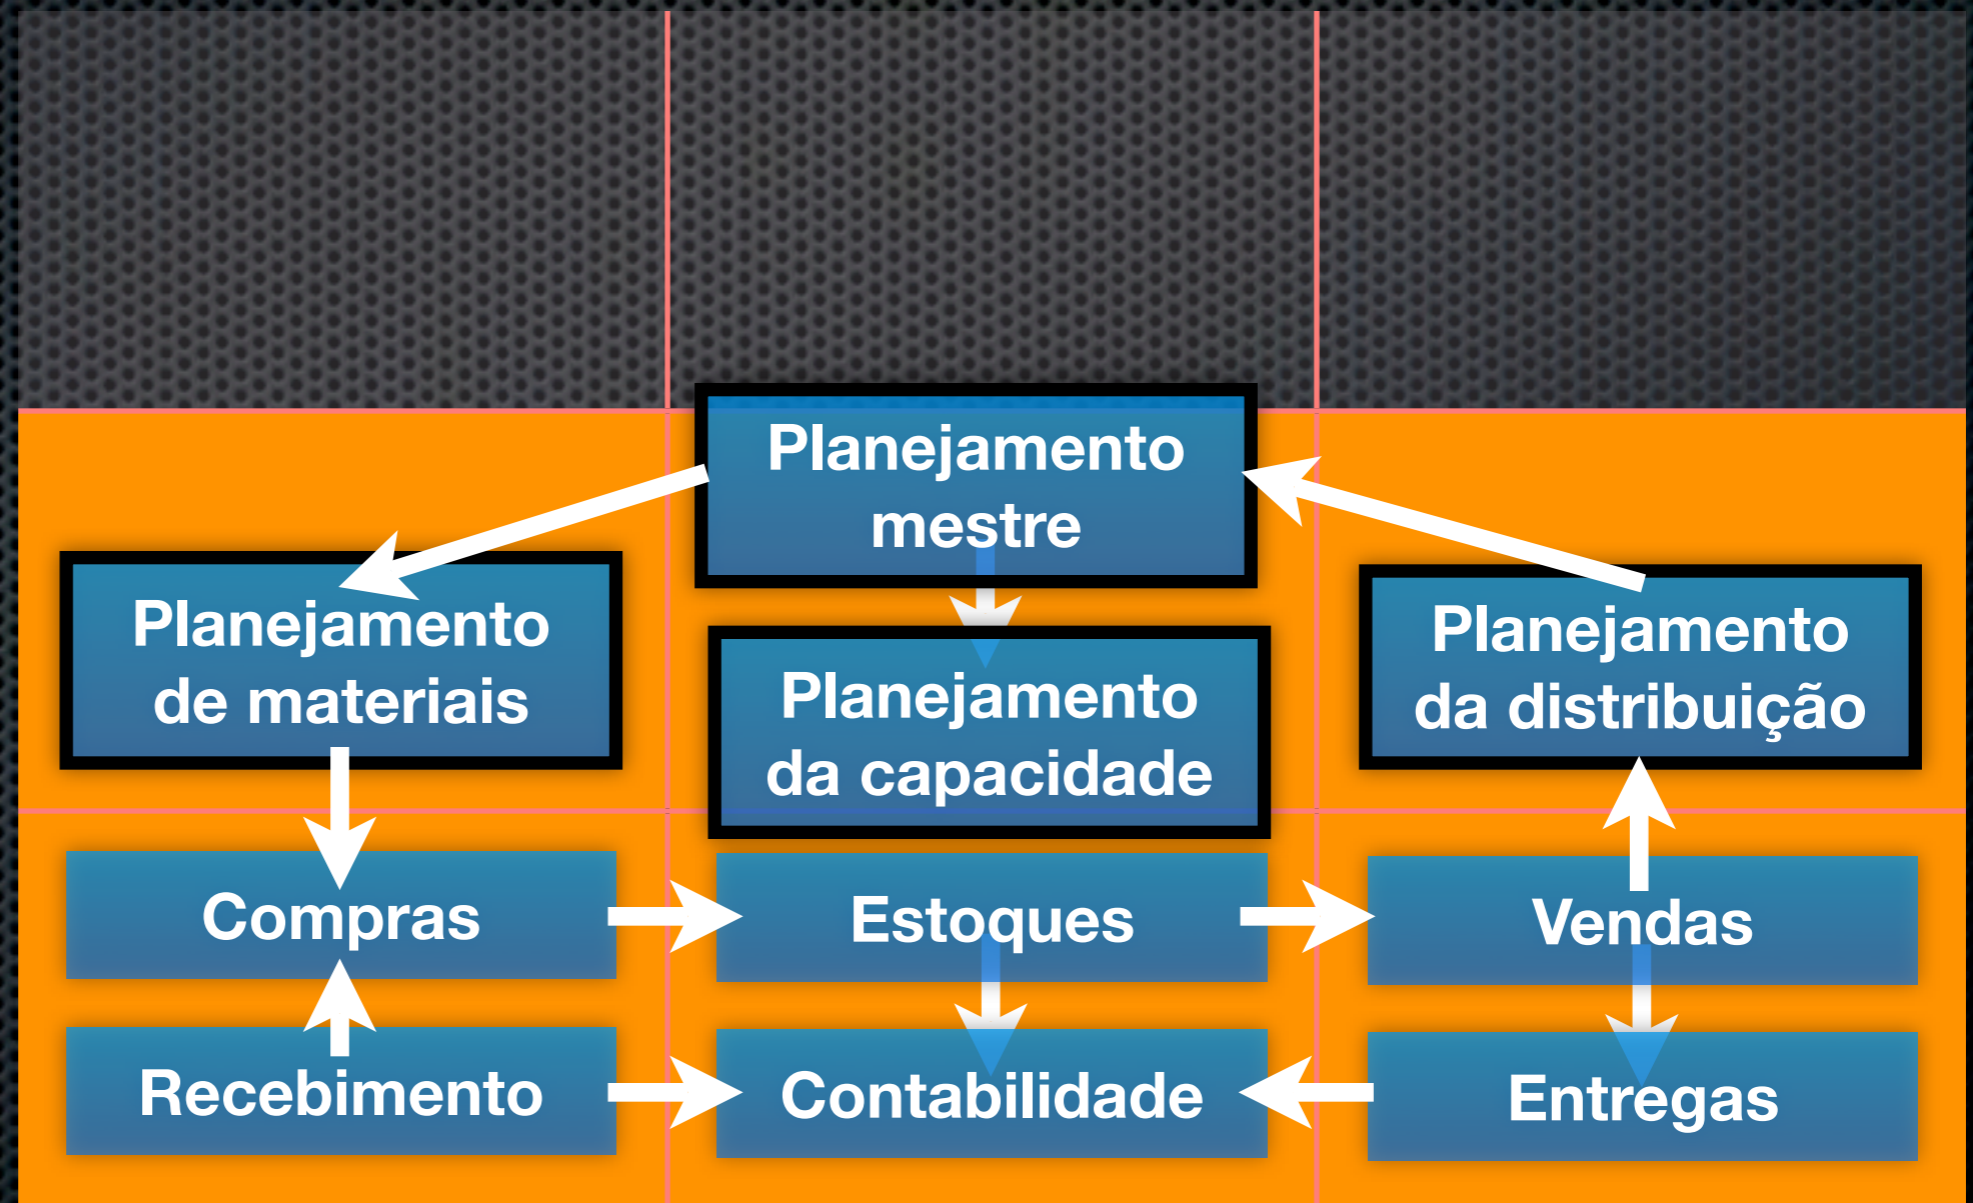 Planejamento
mestre
Planejamento
de materiais
Planejamento
da capacidade
Planejamento
da distribuição
Compras
Estoques
Vendas
Recebimento
Contabilidade
Entregas